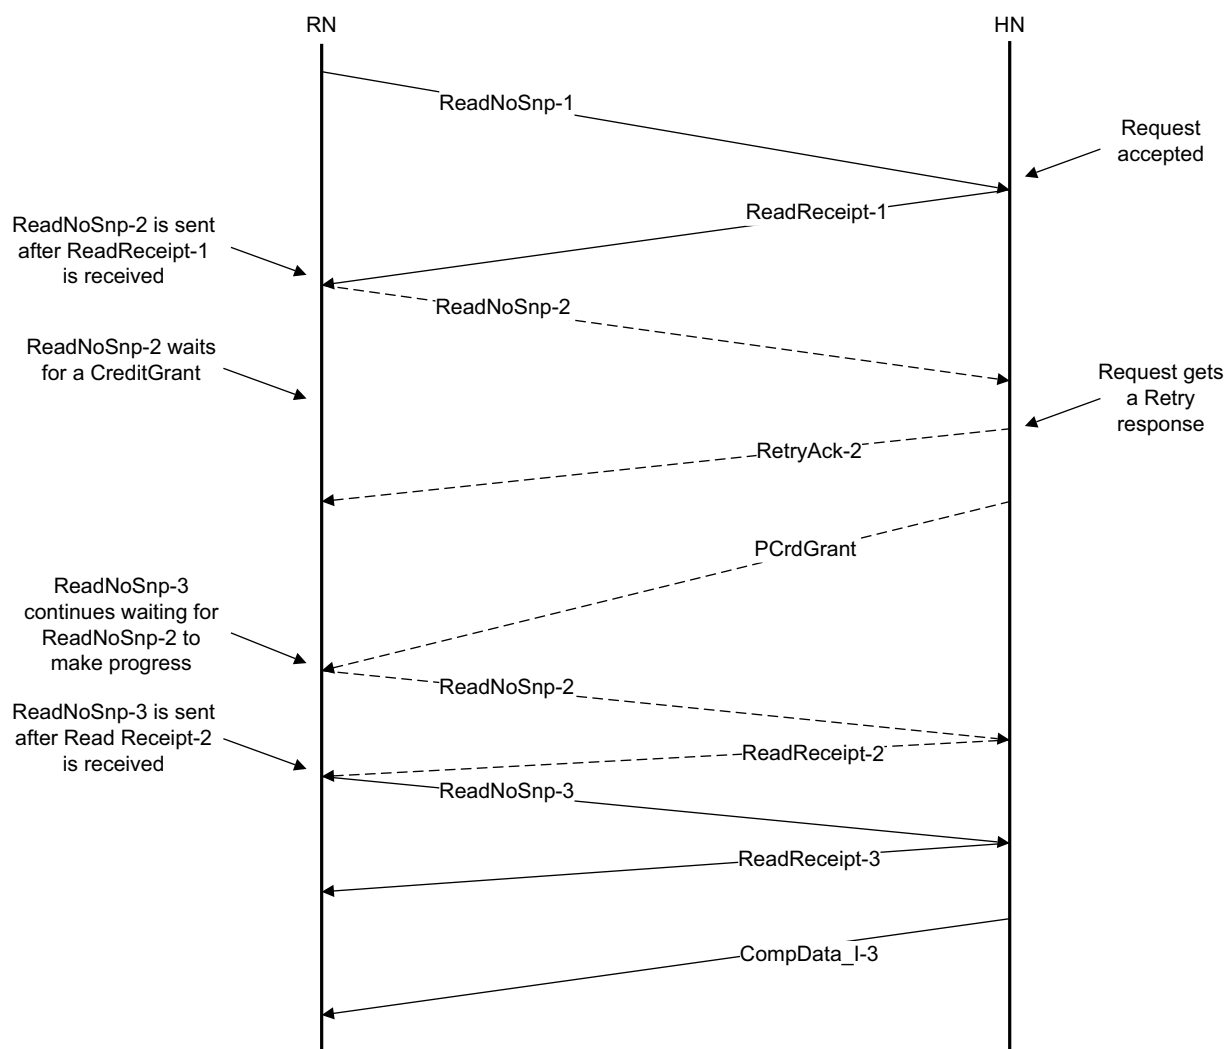 RN
HN
ReadNoSnp-1
Request
accepted
ReadReceipt-1
ReadNoSnp-2 is sent
after ReadReceipt-1
is received
ReadNoSnp-2
ReadNoSnp-2 waits
for a CreditGrant
Request gets
a Retry
response
RetryAck-2
PCrdGrant
ReadNoSnp-3
continues waiting for
ReadNoSnp-2 to
make progress
ReadNoSnp-2
ReadNoSnp-3 is sent
after Read Receipt-2
is received
ReadReceipt-2
ReadNoSnp-3
ReadReceipt-3
CompData_I-3